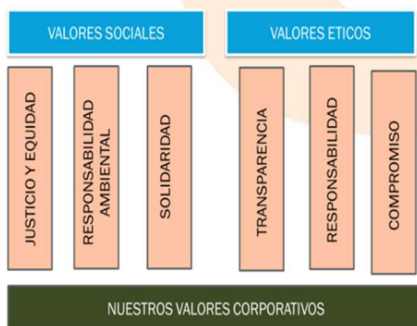 VALORES SOCIALES
VALORES ETICOS
JUSTICIO Y EQUIDAD
RESPONSABILIDAD
AMBIENTAL
SOLIDARIDAD
TRANSPARENCIA
RESPONSABILIDAD
COMPROMISO
NUESTROS VALORES CORPORATIVOS